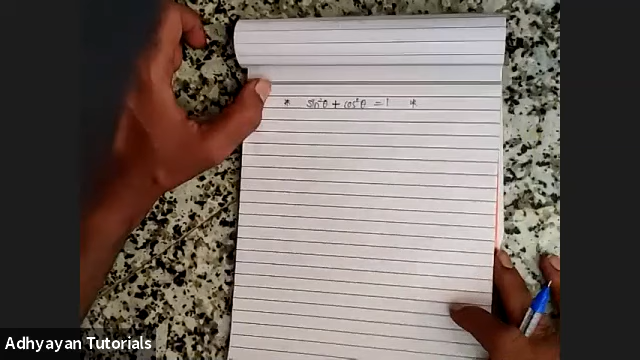 * sin²θ + cos²θ = 1 *
Adhyayan Tutorials